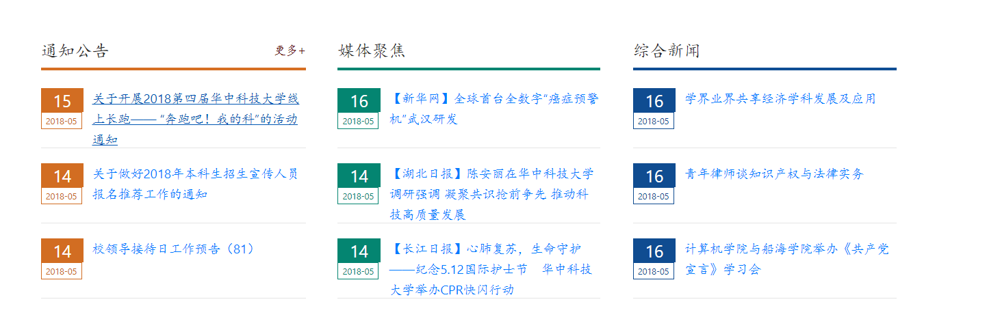 通知公告
更多+
15
2018-05
关于开展2018第四届华中科技大学线
上长跑—— “奔跑吧！我的科”的活动
通知
14
2018-05
关于做好2018年本科生招生宣传人员
报名推荐工作的通知
14
2018-05
校领导接待日工作预告（81）
媒体聚焦
16
2018-05
【新华网】全球首台全数字“癌症预警
机”武汉研发
14
2018-05
【湖北日报】陈安丽在华中科技大学
调研强调 凝聚共识抢前争先 推动科
技高质量发展
14
2018-05
【长江日报】心肺复苏，生命守护
——纪念5.12国际护士节　华中科技
大学举办CPR快闪行动
综合新闻
16
2018-05
学界业界共享经济学科发展及应用
16
2018-05
青年律师谈知识产权与法律实务
16
2018-05
计算机学院与船海学院举办《共产党
宣言》学习会